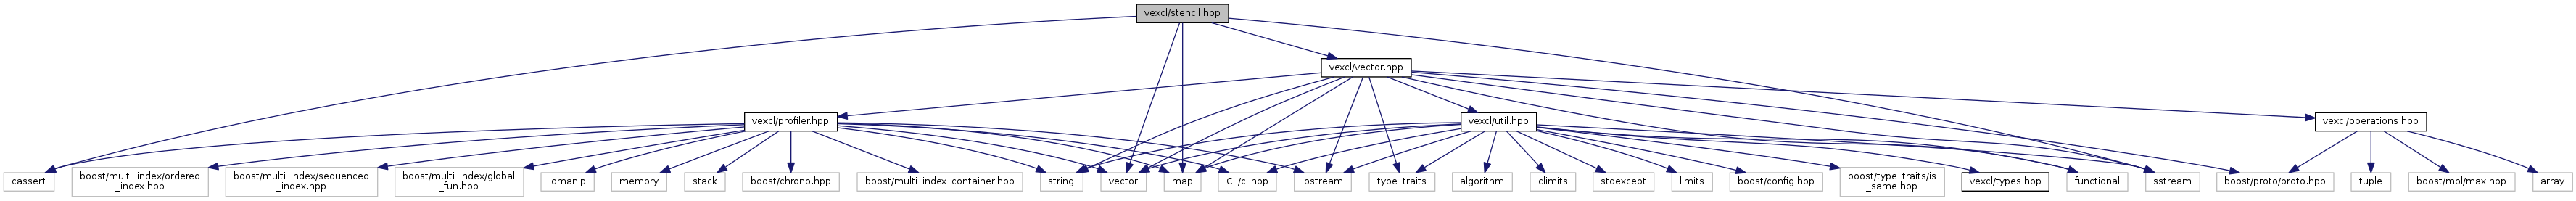 vexcl/stencil.hpp
vexcl/vector.hpp
vexcl/profiler.hpp
vexcl/util.hpp
vexcl/operations.hpp
cassert
boost/multi_index/ordered
_index.hpp
boost/multi_index/sequenced
_index.hpp
boost/multi_index/global
_fun.hpp
iomanip
memory
stack
boost/chrono.hpp
boost/multi_index_container.hpp
string
vector
map
CL/cl.hpp
iostream
type_traits
algorithm
climits
stdexcept
limits
boost/config.hpp
boost/type_traits/is
_same.hpp
vexcl/types.hpp
functional
sstream
boost/proto/proto.hpp
tuple
boost/mpl/max.hpp
array